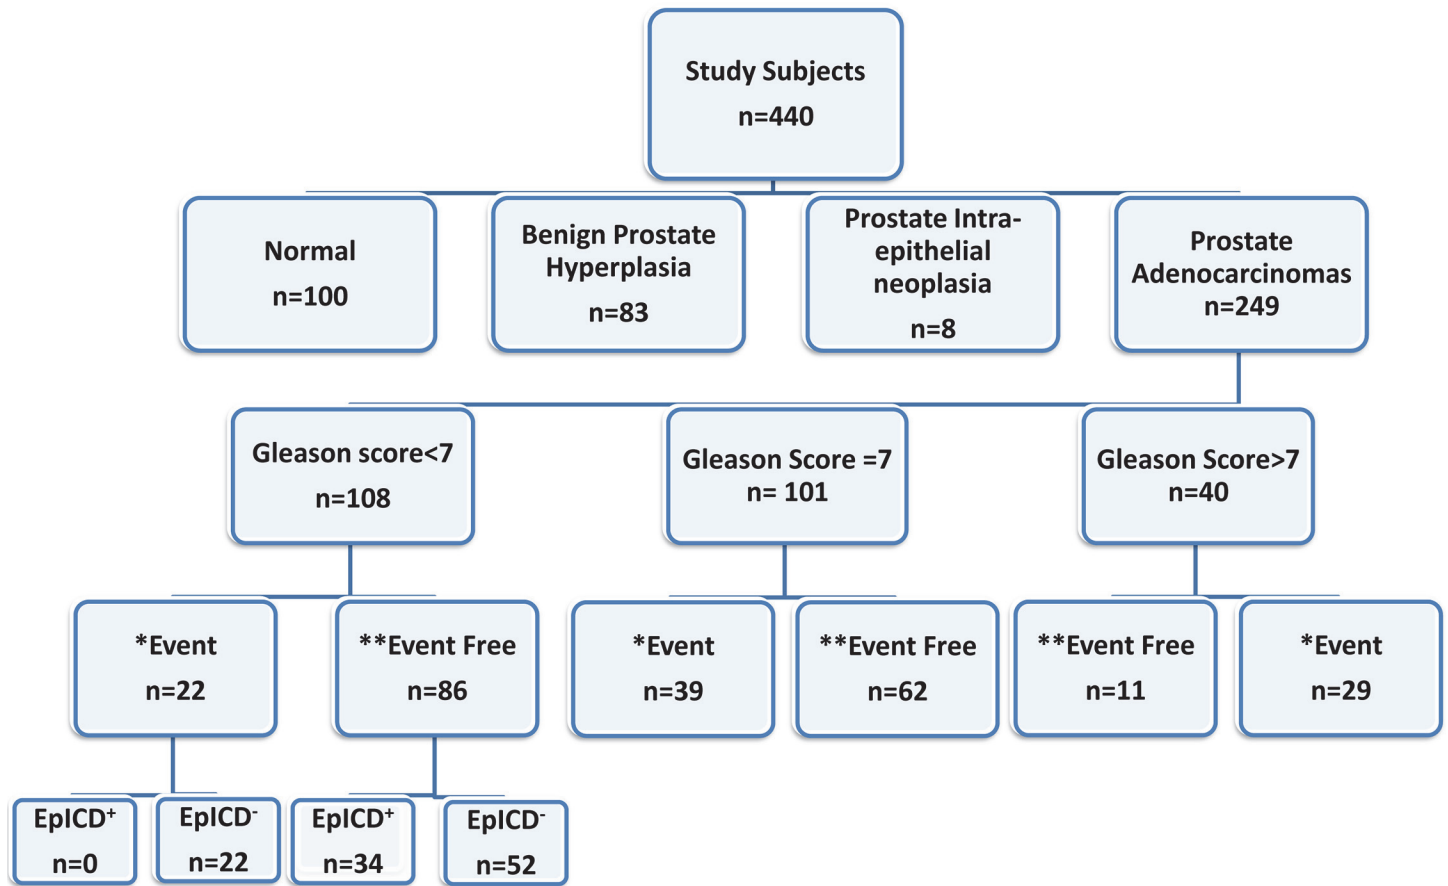 Study Subjects
n=440
Normal
n=100
Benign Prostate
Hyperplasia
n=83
Prostate Intra-
epithelial
neoplasia
n=8
Prostate
Adenocarcinomas
n=249
Gleason score<7
n=108
Gleason Score =7
n= 101
Gleason Score>7
n=40
*Event
n=22
**Event Free
n=86
*Event
n=39
**Event Free
n=62
**Event Free
n=11
*Event
n=29
EpICD⁺
n=0
EpICD⁻
n=22
EpICD⁺
n=34
EpICD⁻
n=52